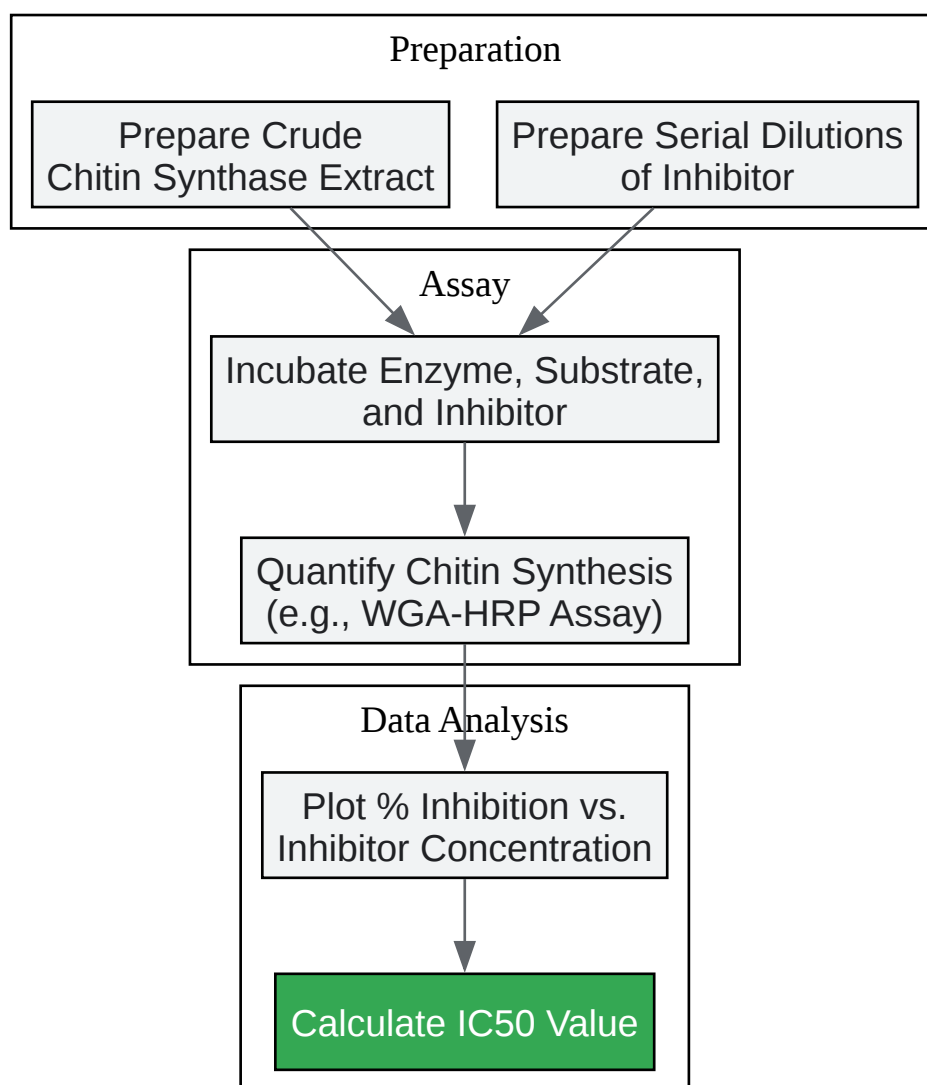 Preparation
Prepare Crude
Chitin Synthase Extract
Prepare Serial Dilutions
of Inhibitor
Assay
Incubate Enzyme, Substrate,
and Inhibitor
Quantify Chitin Synthesis
(e.g., WGA-HRP Assay)
Data Analysis
Plot % Inhibition vs.
Inhibitor Concentration
Calculate IC50 Value